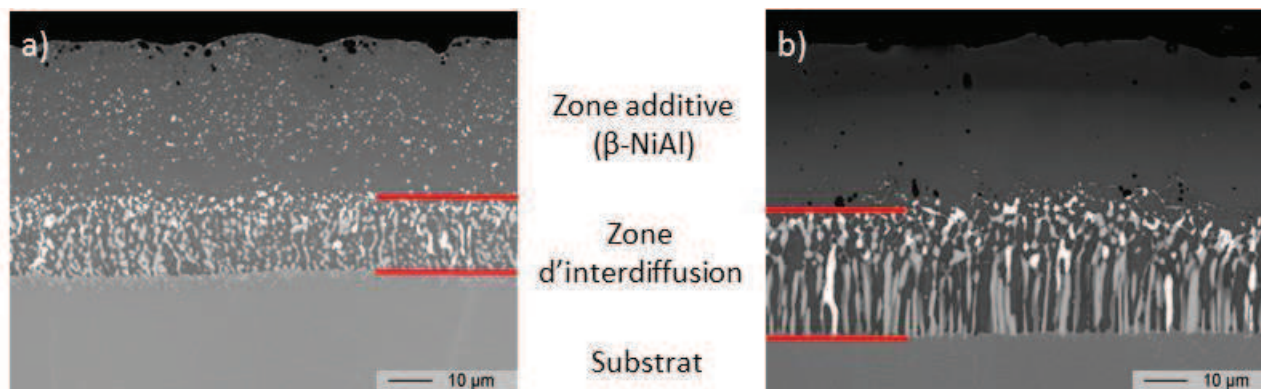 a)
Zone additive
(β-NiAl)
Zone
d'interdiffusion
Substrat
10 µm
b)
10 µm